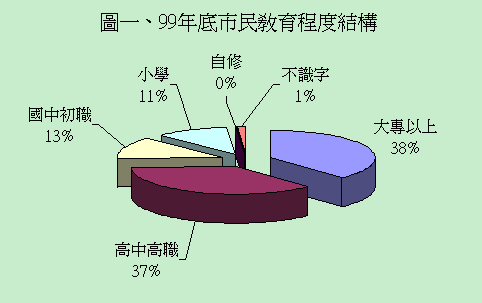 圖一、99年底市民教育程度結構
自修
0%
不識字
1%
小學
11%
國中初職
13%
大專以上
38%
高中高職
37%